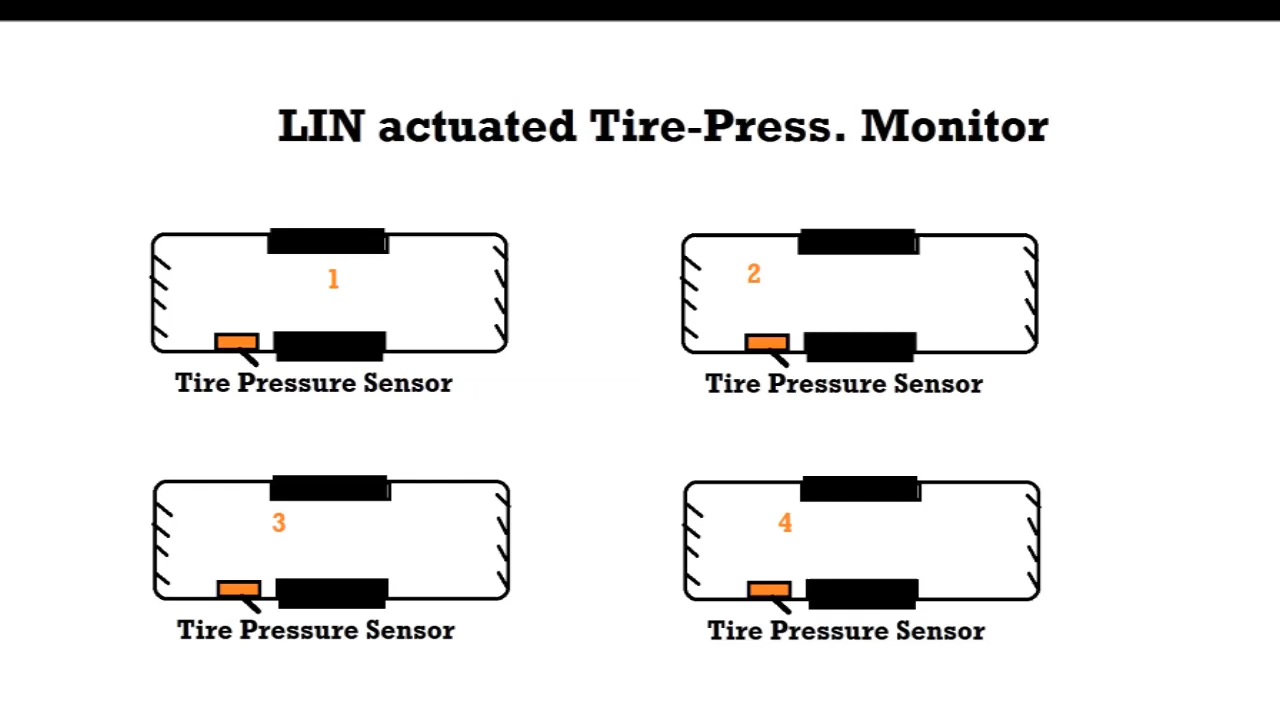 LIN actuated Tire-Press. Monitor
1
2
Tire Pressure Sensor
Tire Pressure Sensor
3
4
Tire Pressure Sensor
Tire Pressure Sensor